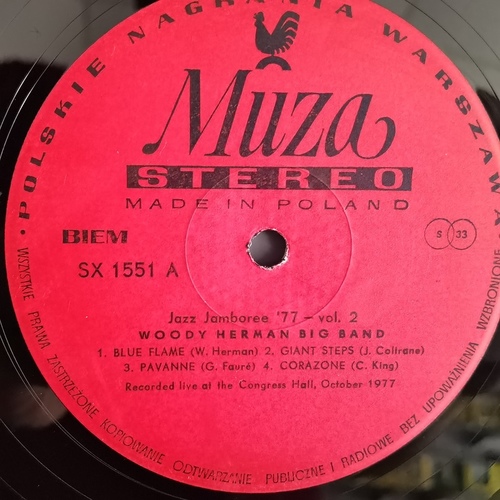 • POLSKIE NAGRANIA WARSZAWA
Muza
STEREO
MADE IN POLAND
BIEM
S 33
SX 1551 A
Jazz Jamboree '77 – vol. 2
WOODY HERMAN BIG BAND
1. BLUE FLAME (W. Herman) 2. GIANT STEPS (J. Coltrane)
3. PAVANNE (G. Fauré) 4. CORAZONE (C. King)
Recorded live at the Congress Hall, October 1977
WSZYSTKIE PRAWA ZASTRZEŻONE KOPIOWANIE ODTWARZANIE PUBLICZNE I RADIOWE BEZ UPOWAŻNIENIA WZBRONIONE